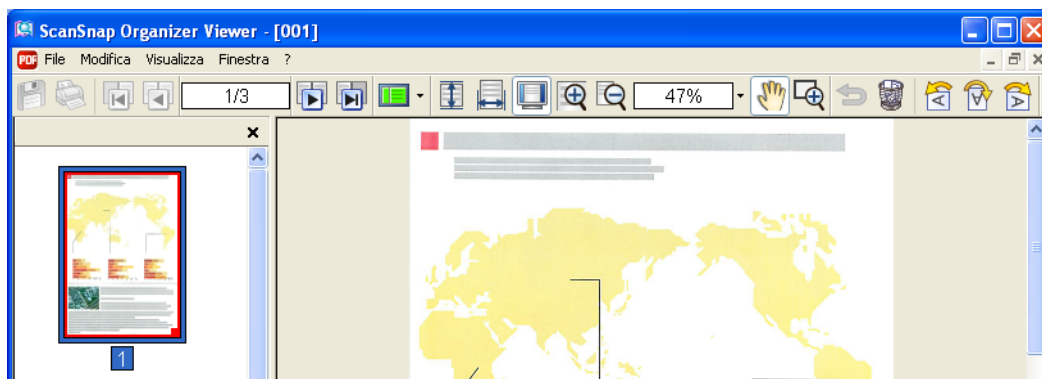 ScanSnap Organizer Viewer - [001]
PDF File Modifica Visualizza Finestra ?
1/3 47% A A A
1